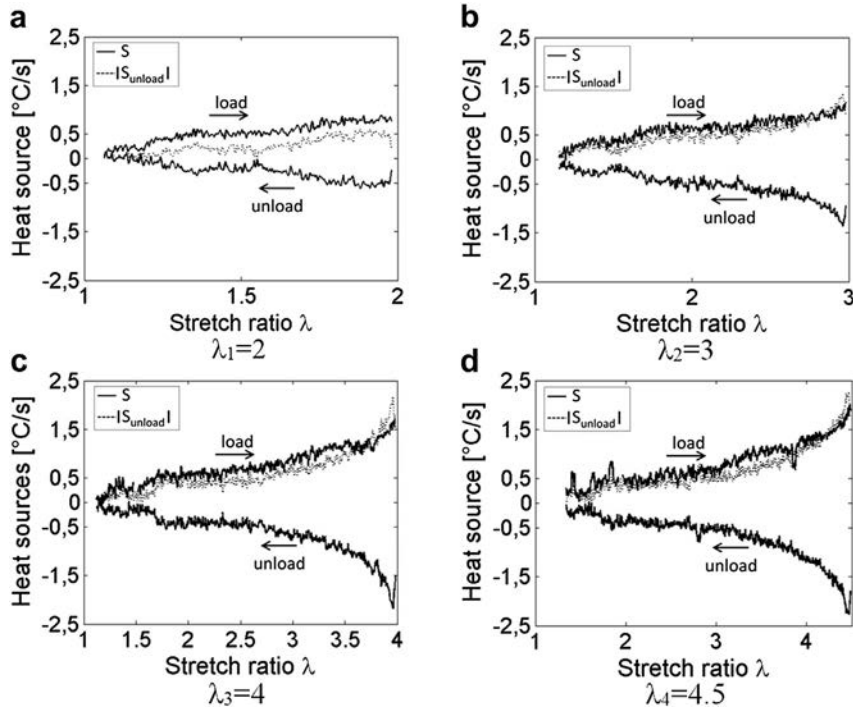 a
2,5
1,5
0,5
0
-0,5
-1,5
-2,5
Heat source [°C/s]
S
|Sunload|
load
unload
1
1.5
2
Stretch ratio λ
λ1=2
b
2,5
1,5
0,5
0
-0,5
-1,5
-2,5
Heat source [°C/s]
S
|Sunload|
load
unload
1
2
3
Stretch ratio λ
λ2=3
c
2,5
1,5
0,5
0
-0,5
-1,5
-2,5
Heat sources [°C/s]
S
|Sunload|
load
unload
1
1.5
2
2.5
3
3.5
4
Stretch ratio λ
λ3=4
d
2,5
1,5
0,5
0
-0,5
-1,5
-2,5
Heat source [°C/s]
S
|Sunload|
load
unload
1
2
3
4
Stretch ratio λ
λ4=4.5